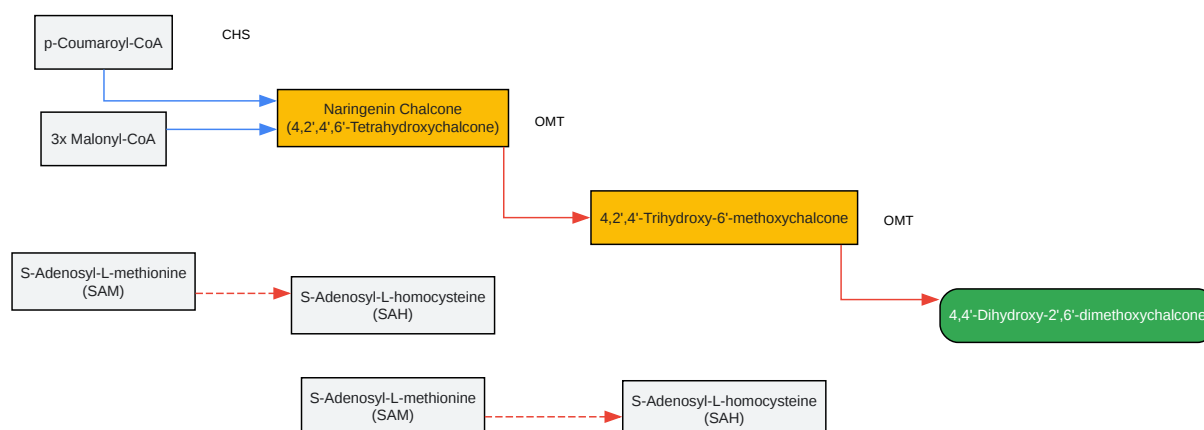 p-Coumaroyl-CoA
CHS
3x Malonyl-CoA
Naringenin Chalcone
(4,2',4',6'-Tetrahydroxychalcone)
OMT
4,2',4'-Trihydroxy-6'-methoxychalcone
OMT
S-Adenosyl-L-methionine
(SAM)
S-Adenosyl-L-homocysteine
(SAH)
4,4'-Dihydroxy-2',6'-dimethoxychalcone
S-Adenosyl-L-methionine
(SAM)
S-Adenosyl-L-homocysteine
(SAH)